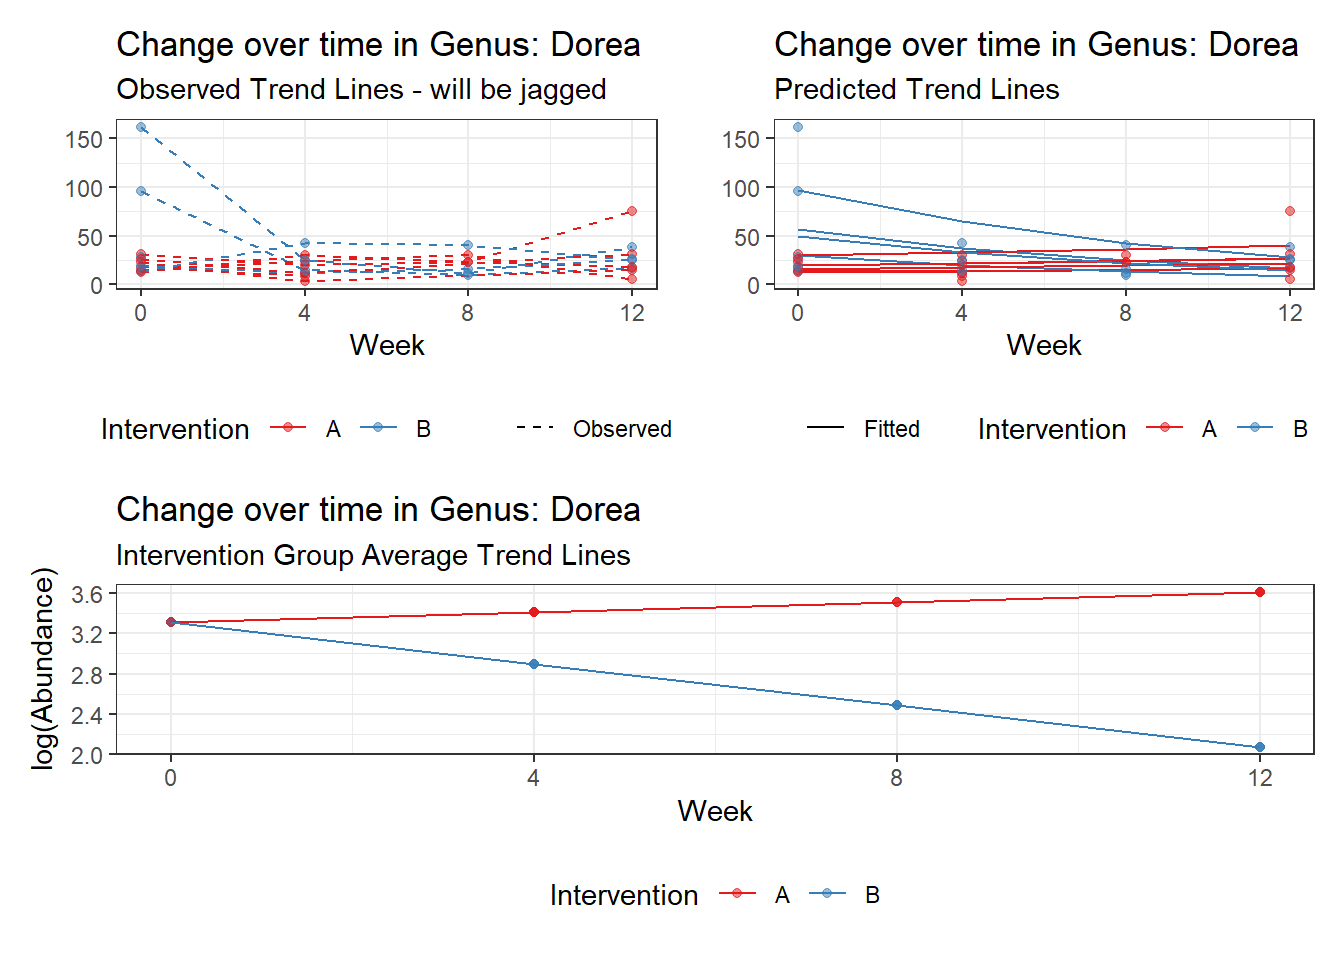 Change over time in Genus: Dorea
Observed Trend Lines - will be jagged
150
100
50
0
0 4 8 12
Week
Intervention A B Observed
Change over time in Genus: Dorea
Predicted Trend Lines
150
100
50
0
0 4 8 12
Week
Fitted Intervention A B
Change over time in Genus: Dorea
Intervention Group Average Trend Lines
log(Abundance)
3.6
3.2
2.8
2.4
2.0
0 4 8 12
Week
Intervention A B